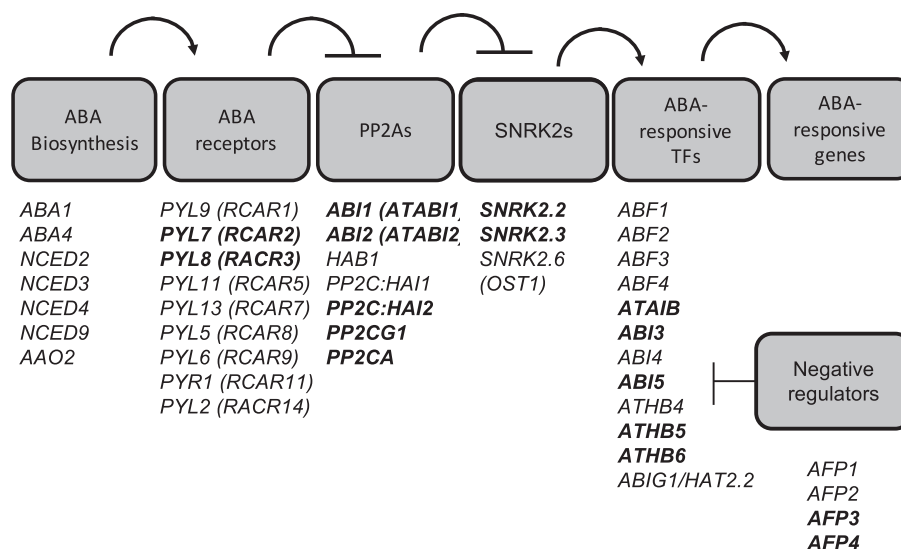 ABA
Biosynthesis
ABA
receptors
PP2As
SNRK2s
ABA-
responsive
TFs
ABA-
responsive
genes
ABA1
ABA4
NCED2
NCED3
NCED4
NCED9
AAO2
PYL9 (RCAR1)
PYL7 (RCAR2)
PYL8 (RACR3)
PYL11 (RCAR5)
PYL13 (RCAR7)
PYL5 (RCAR8)
PYL6 (RCAR9)
PYR1 (RCAR11)
PYL2 (RACR14)
ABI1 (ATABI1)
ABI2 (ATABI2)
HAB1
PP2C:HAI1
PP2C:HAI2
PP2CG1
PP2CA
SNRK2.2
SNRK2.3
SNRK2.6
(OST1)
ABF1
ABF2
ABF3
ABF4
ATAIB
ABI3
ABI4
ABI5
ATHB4
ATHB5
ATHB6
ABIG1/HAT2.2
Negative
regulators
AFP1
AFP2
AFP3
AFP4